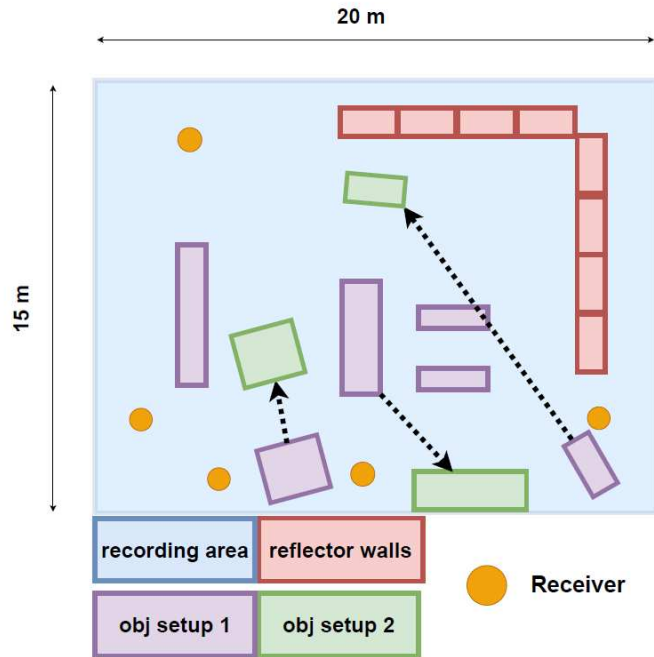 20 m
15 m
recording area
reflector walls
obj setup 1
obj setup 2
Receiver